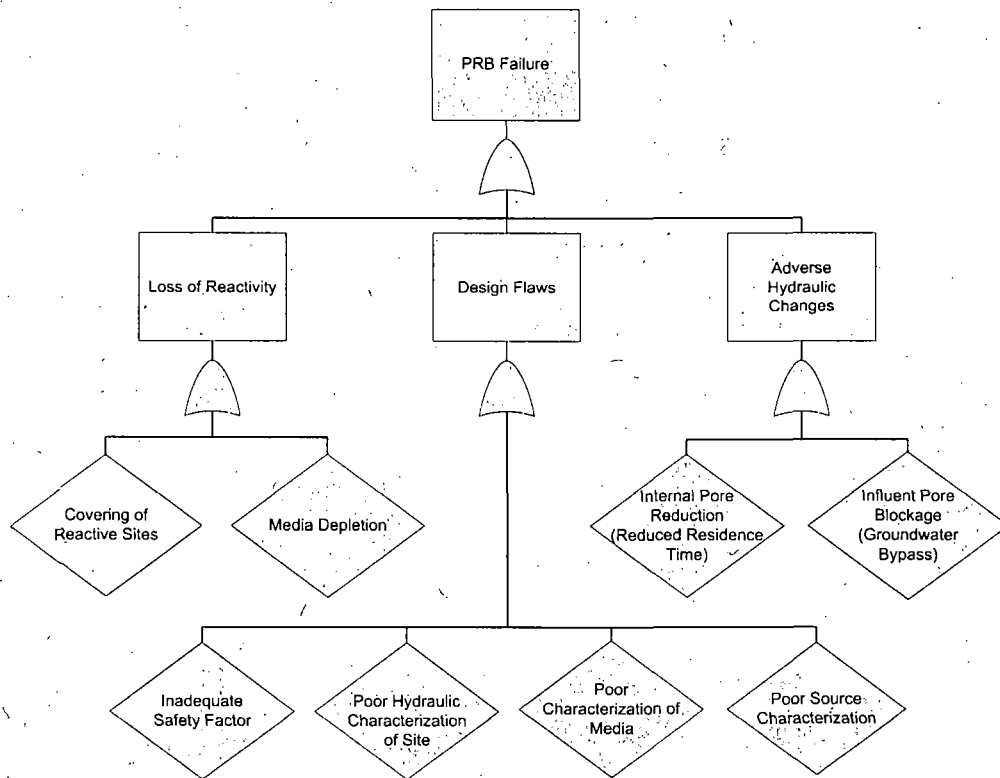 PRB Failure
Loss of Reactivity
Design Flaws
Adverse
Hydraulic
Changes
Covering of
Reactive Sites
Media Depletion
Internal Pore
Reduction
(Reduced Residence
Time)
Influent Pore
Blockage
(Groundwater
Bypass)
Inadequate
Safety Factor
Poor Hydraulic
Characterization
of Site
Poor
Characterization of
Media
Poor Source
Characterization